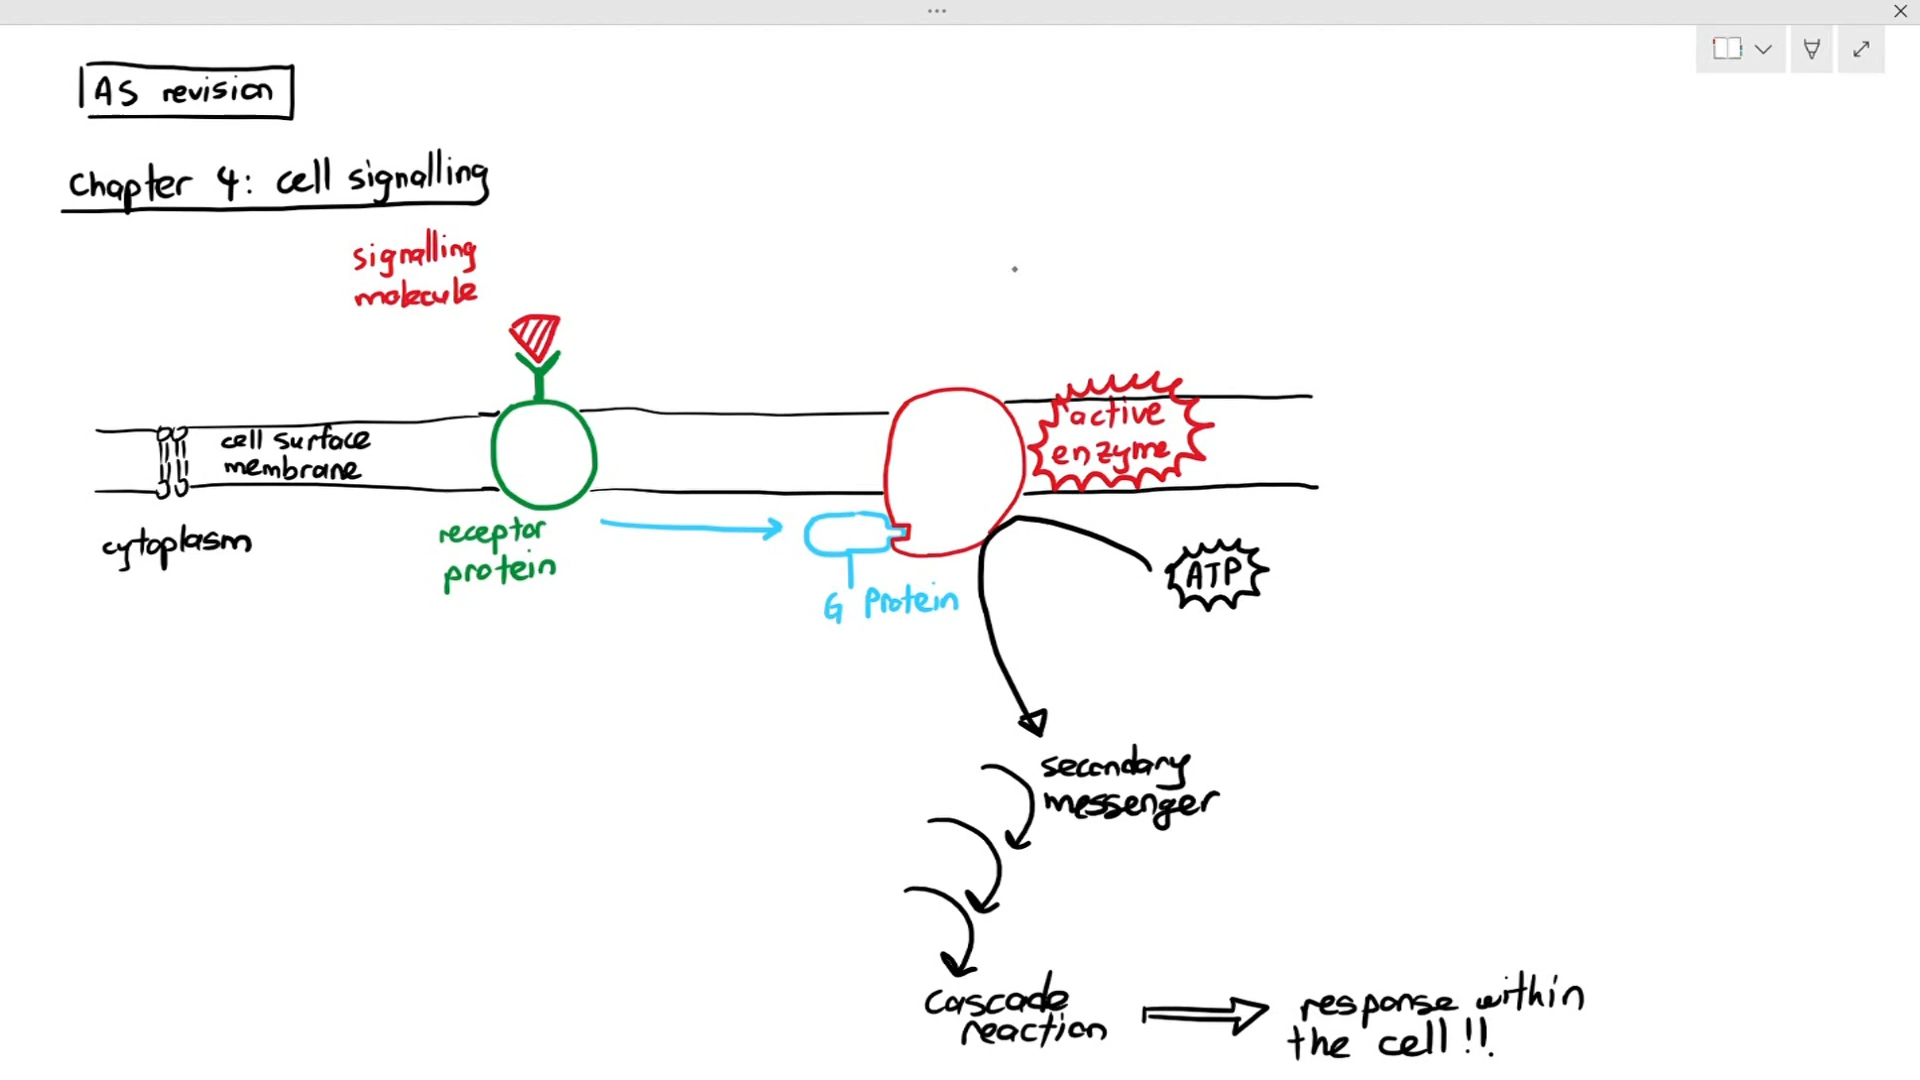 AS revision
Chapter 4: cell signalling
signalling
molecule
active
enzyme
cell surface
membrane
cytoplasm
receptor
protein
G Protein
ATP
secondary
messenger
cascade
reaction
response within
the cell!!